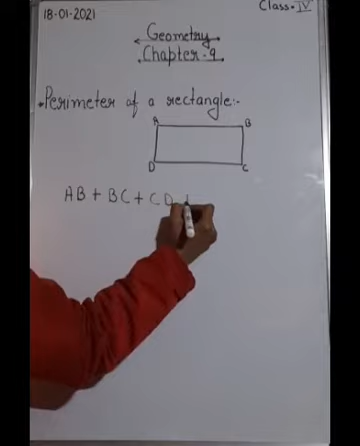 18-01-2021
Class-IV
Geometry
Chapter-9
Perimeter of a rectangle:-
A B
D C
AB + BC + CD +